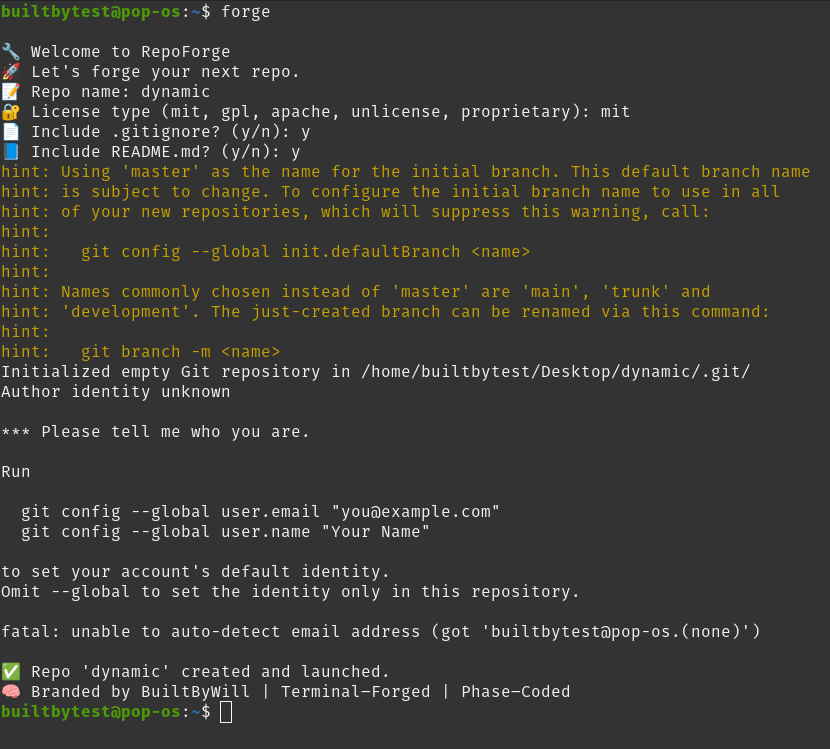 builtbytest@pop-os:~$ forge
🔧 Welcome to RepoForge
🚀 Let's forge your next repo.
📝 Repo name: dynamic
🔐 License type (mit, gpl, apache, unlicense, proprietary): mit
📄 Include .gitignore? (y/n): y
📘 Include README.md? (y/n): y
hint: Using 'master' as the name for the initial branch. This default branch name
hint: is subject to change. To configure the initial branch name to use in all
hint: of your new repositories, which will suppress this warning, call:
hint:
hint:   git config --global init.defaultBranch <name>
hint:
hint: Names commonly chosen instead of 'master' are 'main', 'trunk' and
hint: 'development'. The just-created branch can be renamed via this command:
hint:
hint:   git branch -m <name>
Initialized empty Git repository in /home/builtbytest/Desktop/dynamic/.git/
Author identity unknown
*** Please tell me who you are.
Run
  git config --global user.email "you@example.com"
  git config --global user.name "Your Name"
to set your account's default identity.
Omit --global to set the identity only in this repository.
fatal: unable to auto-detect email address (got 'builtbytest@pop-os.(none)')
✅ Repo 'dynamic' created and launched.
🧠 Branded by BuiltByWill | Terminal–Forged | Phase–Coded
builtbytest@pop-os:~$